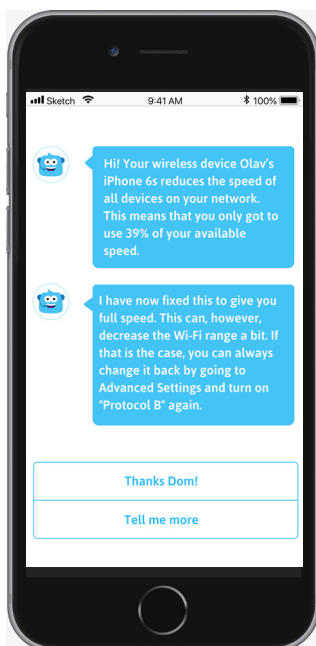 Sketch 9:41 AM 100%
Hi! Your wireless device Olav's
iPhone 6s reduces the speed of
all devices on your network.
This means that you only got to
use 39% of your available
speed.
I have now fixed this to give you
full speed. This can, however,
decrease the Wi-Fi range a bit. If
that is the case, you can always
change it back by going to
Advanced Settings and turn on
"Protocol B" again.
Thanks Dom!
Tell me more